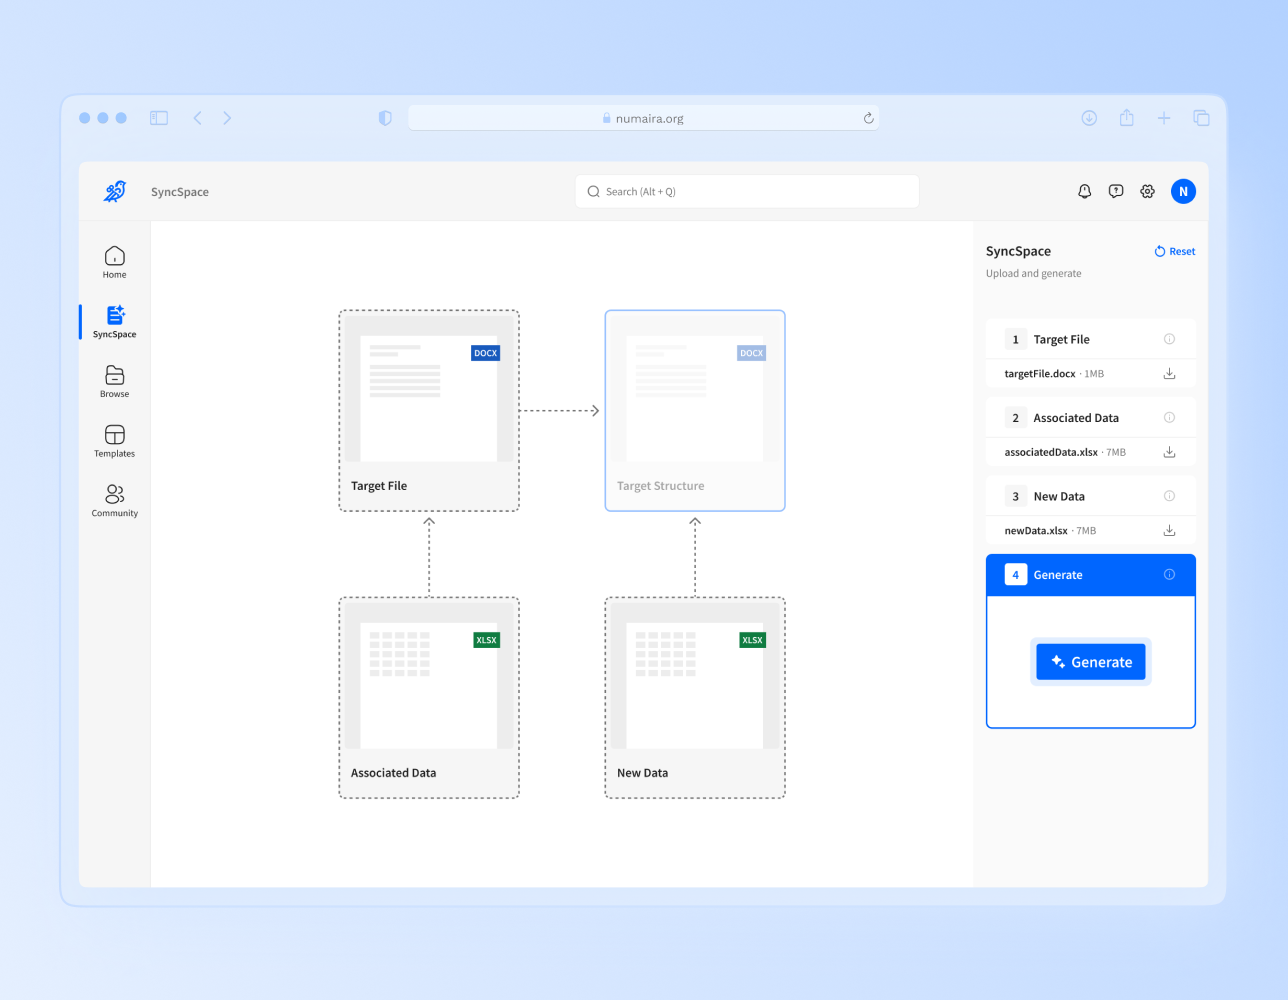 numaira.org
SyncSpace
Search (Alt + Q)
N
Home
SyncSpace
Browse
Templates
Community
DOCX
Target File
DOCX
Target Structure
XLSX
Associated Data
XLSX
New Data
SyncSpace
Reset
Upload and generate
1 Target File
targetFile.docx · 1MB
2 Associated Data
associatedData.xlsx · 7MB
3 New Data
newData.xlsx · 7MB
4 Generate
Generate